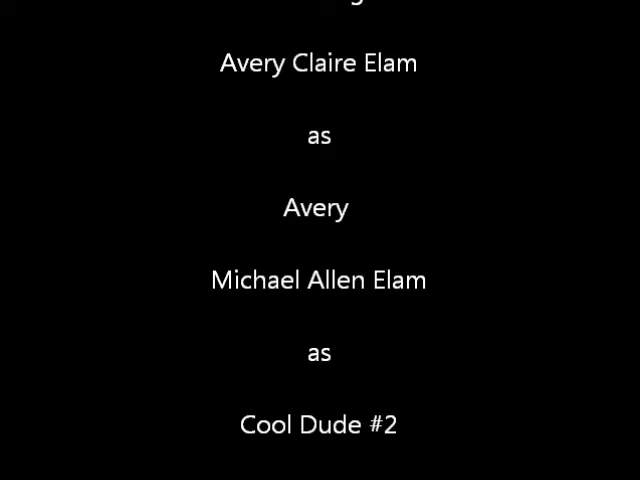 Avery Claire Elam
as
Avery
Michael Allen Elam
as
Cool Dude #2